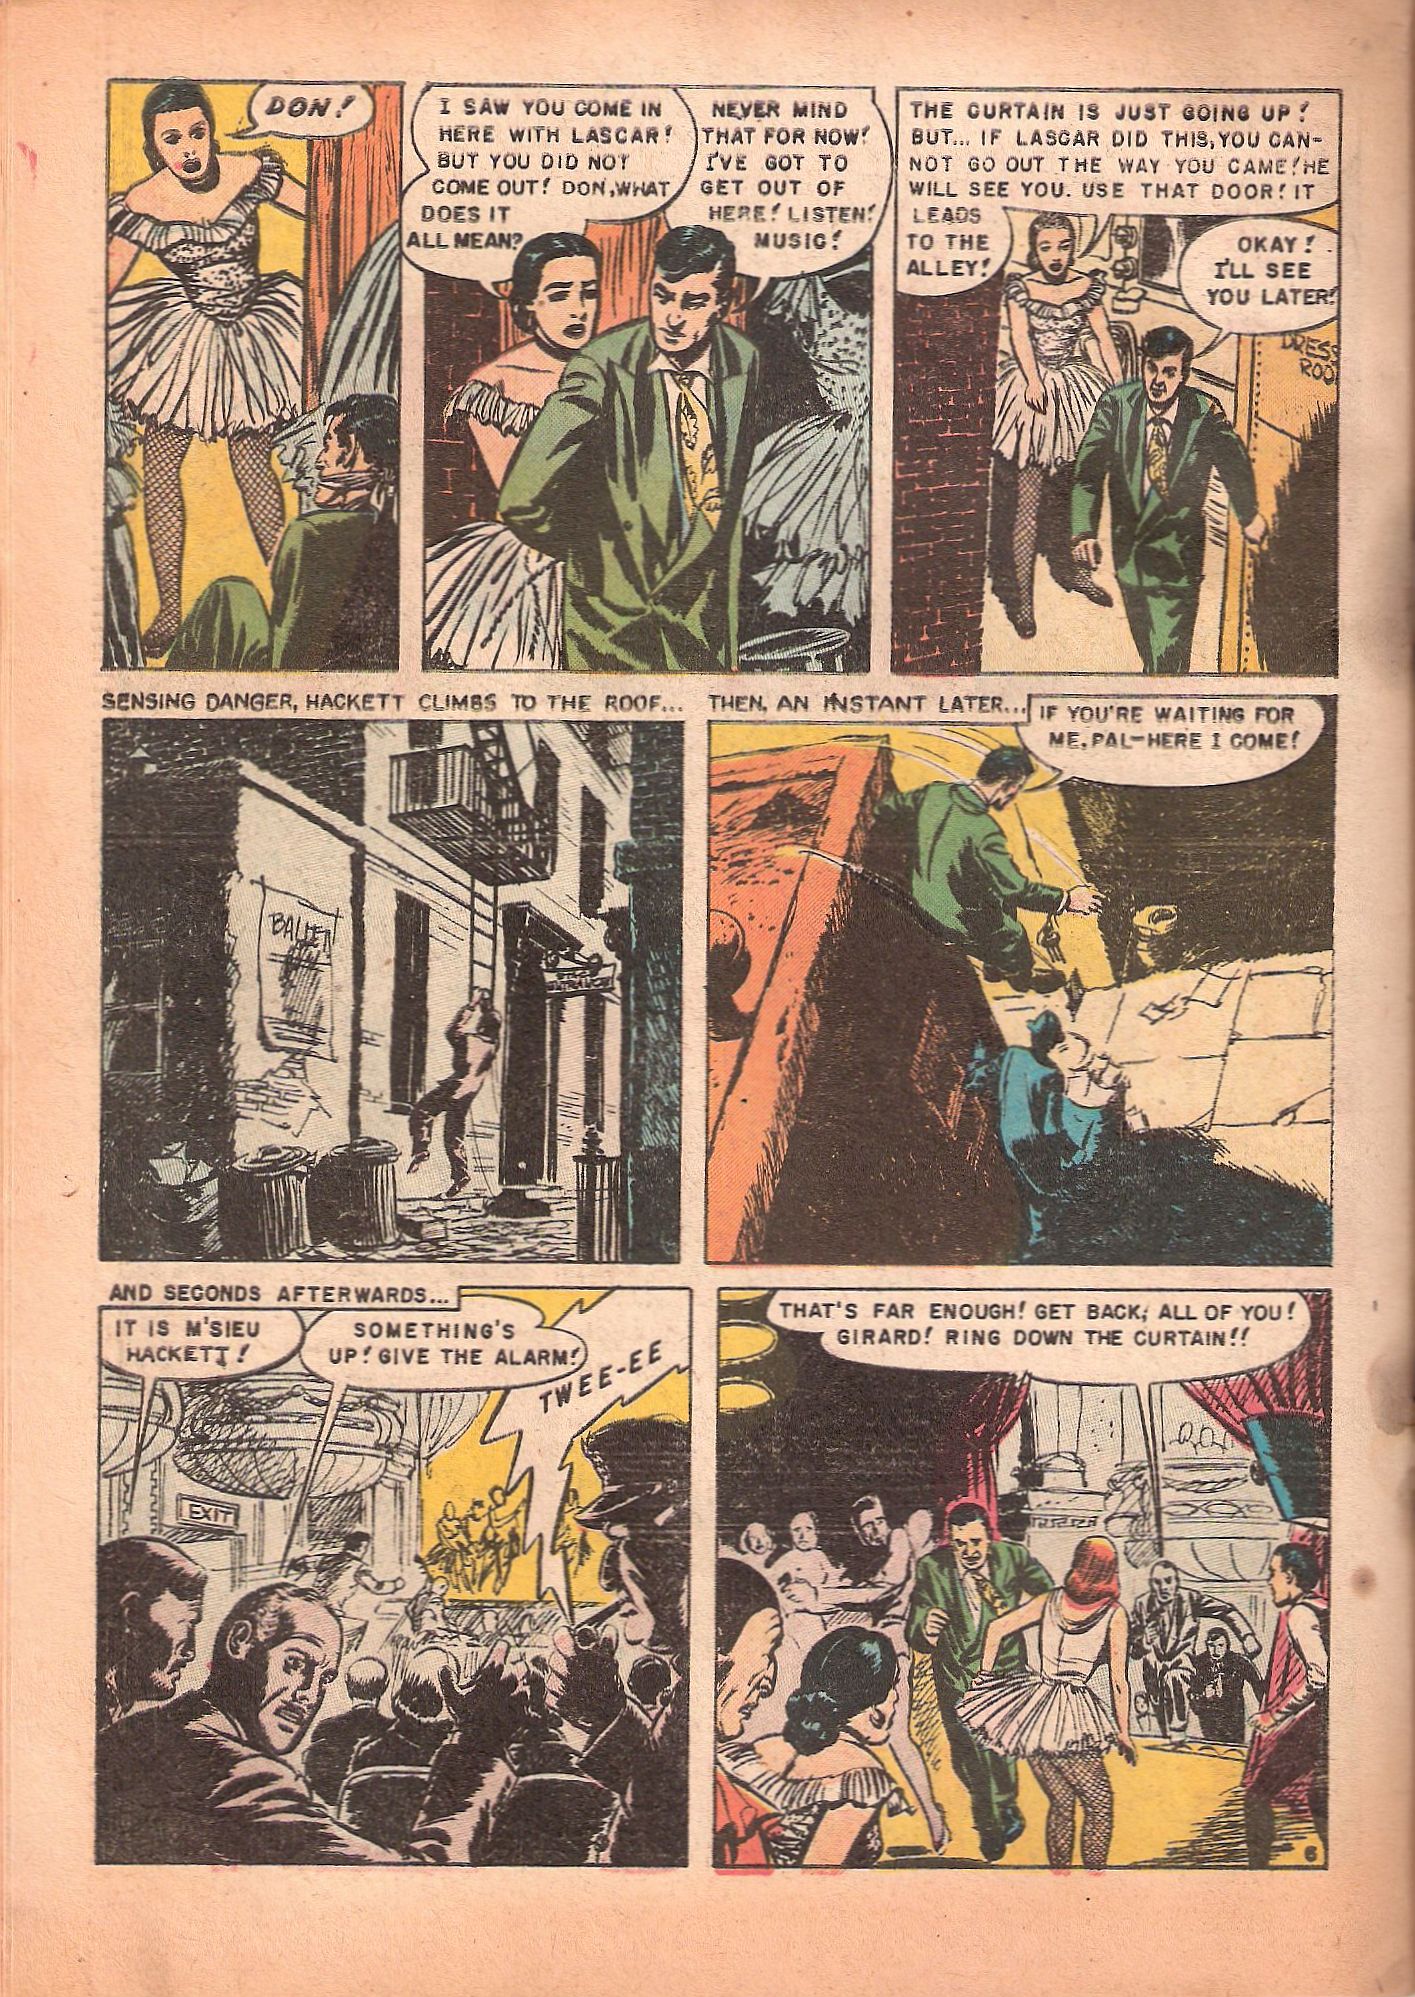 DON!
I SAW YOU COME IN
HERE WITH LASCAR!
BUT YOU DID NOT
COME OUT! DON, WHAT
DOES IT
ALL MEAN?
NEVER MIND
THAT FOR NOW!
I'VE GOT TO
GET OUT OF
HERE! LISTEN!
MUSIC!
THE CURTAIN IS JUST GOING UP!
BUT... IF LASCAR DID THIS, YOU CAN-
NOT GO OUT THE WAY YOU CAME! HE
WILL SEE YOU. USE THAT DOOR! IT
LEADS
TO THE
ALLEY!
OKAY!
I'LL SEE
YOU LATER!
DRESS
ROO
SENSING DANGER, HACKETT CLIMBS TO THE ROOF...
BALLET
THEN, AN INSTANT LATER...
IF YOU'RE WAITING FOR
ME, PAL-HERE I COME!
AND SECONDS AFTERWARDS...
IT IS M'SIEU
HACKETT!
SOMETHING'S
UP! GIVE THE ALARM!
TWEE-EE
EXIT
THAT'S FAR ENOUGH! GET BACK, ALL OF YOU!
GIRARD! RING DOWN THE CURTAIN!!
6